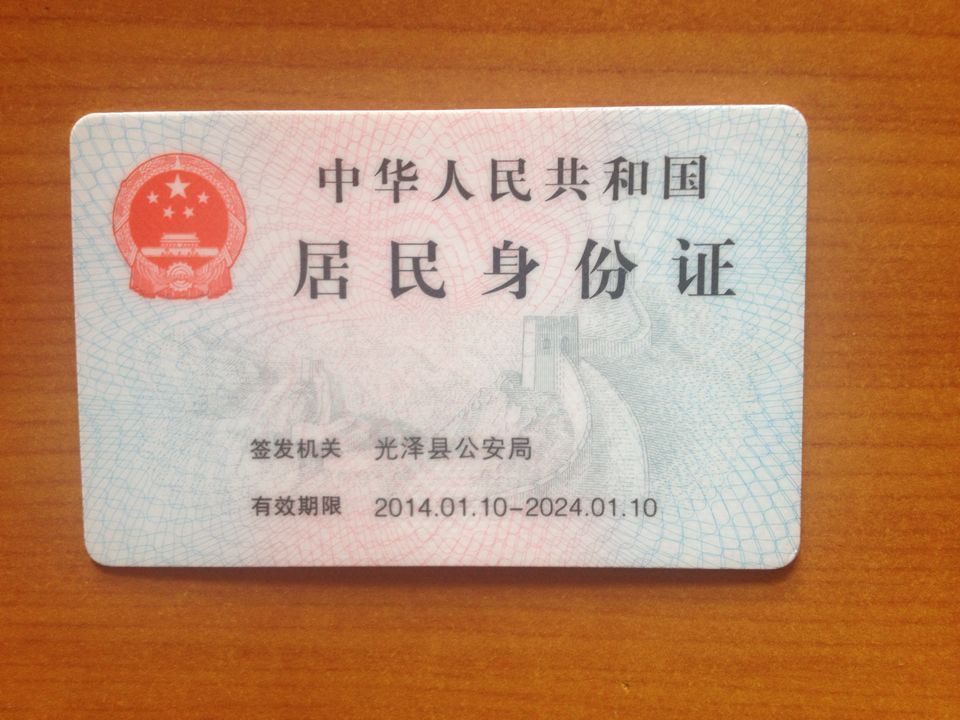 中华人民共和国
居民身份证
签发机关 光泽县公安局
有效期限 2014.01.10-2024.01.10